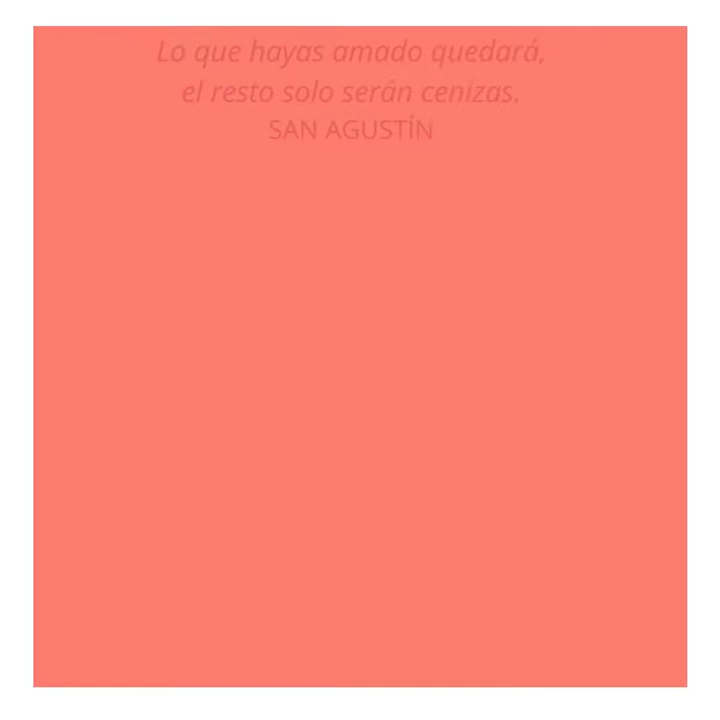 Lo que hayas amado quedará,
el resto solo serán cenizas.
SAN AGUSTÍN